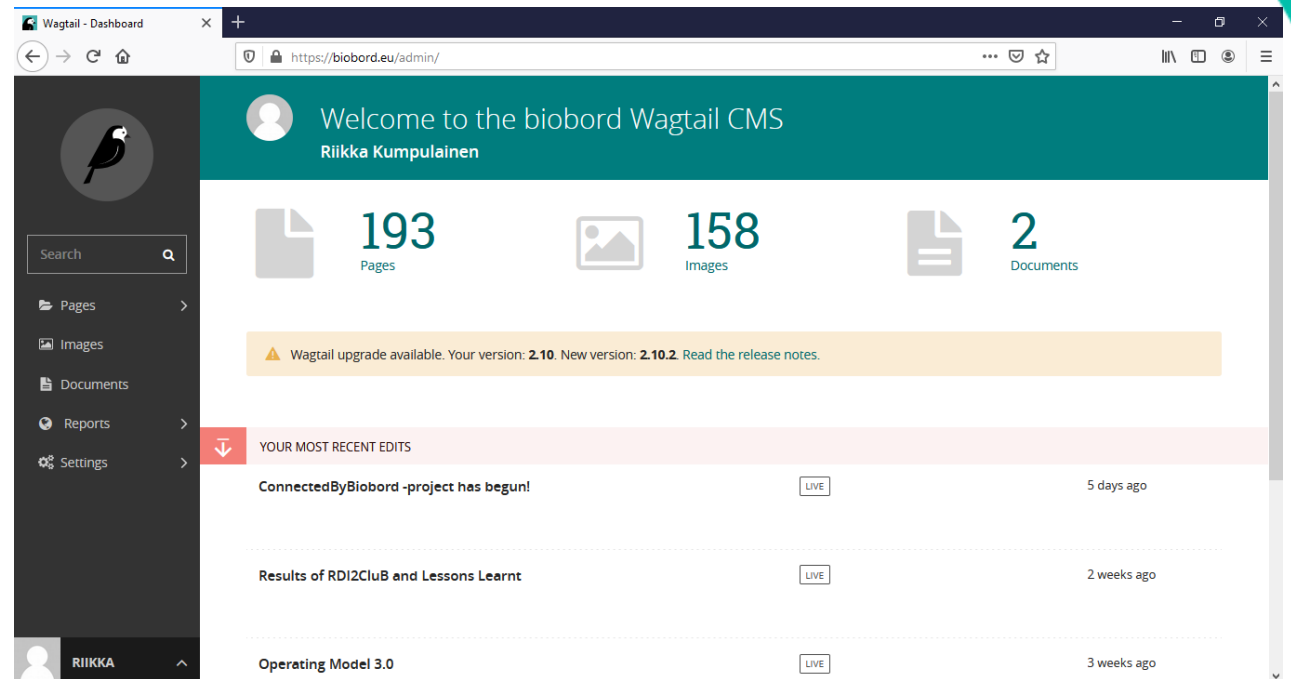 Wagtail - Dashboard
https://biobord.eu/admin/
Welcome to the biobord Wagtail CMS
Riikka Kumpulainen
193
Pages
158
Images
2
Documents
Search
Pages
Images
Documents
Reports
Settings
Wagtail upgrade available. Your version: 2.10. New version: 2.10.2. Read the release notes.
YOUR MOST RECENT EDITS
ConnectedByBiobord -project has begun! LIVE 5 days ago
Results of RDI2CluB and Lessons Learnt LIVE 2 weeks ago
Operating Model 3.0 LIVE 3 weeks ago
RIIKKA